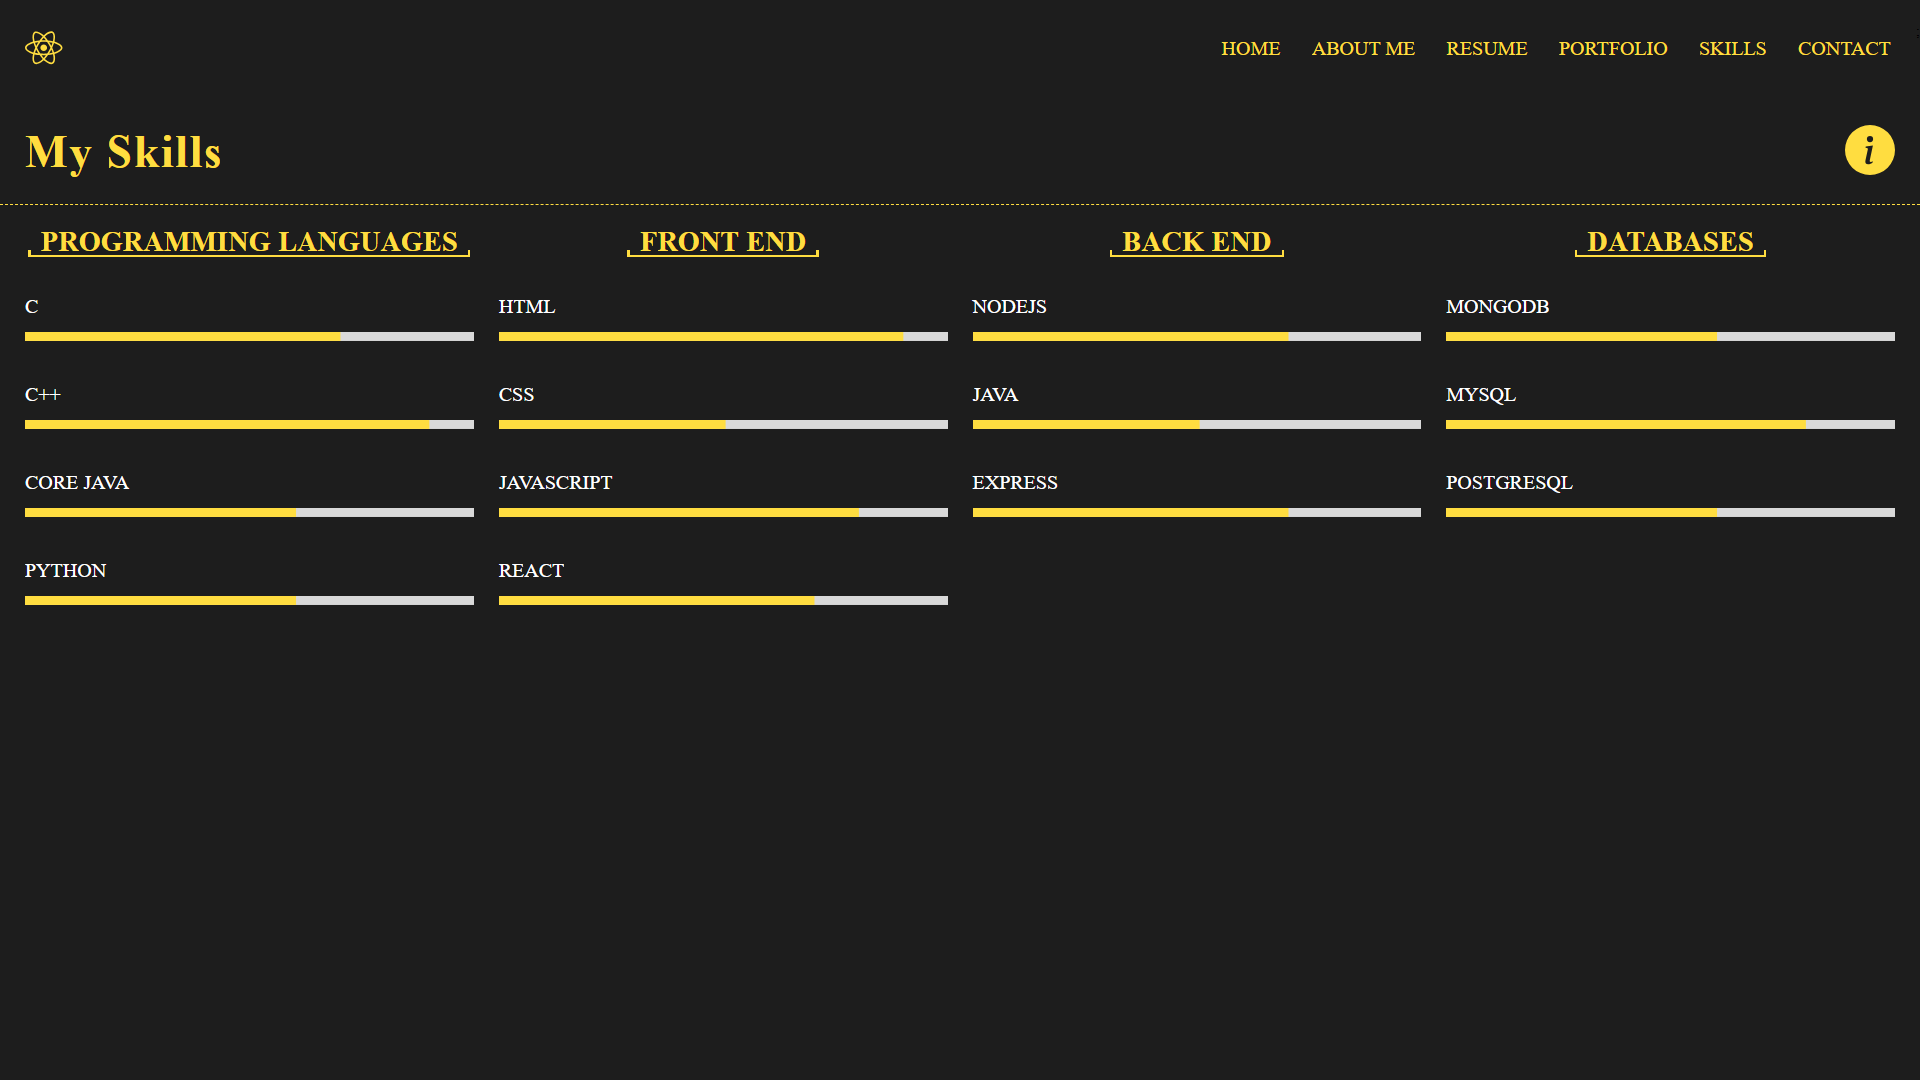 HOME ABOUT ME RESUME PORTFOLIO SKILLS CONTACT
My Skills
i
PROGRAMMING LANGUAGES
C
C++
CORE JAVA
PYTHON
FRONT END
HTML
CSS
JAVASCRIPT
REACT
BACK END
NODEJS
JAVA
EXPRESS
DATABASES
MONGODB
MYSQL
POSTGRESQL